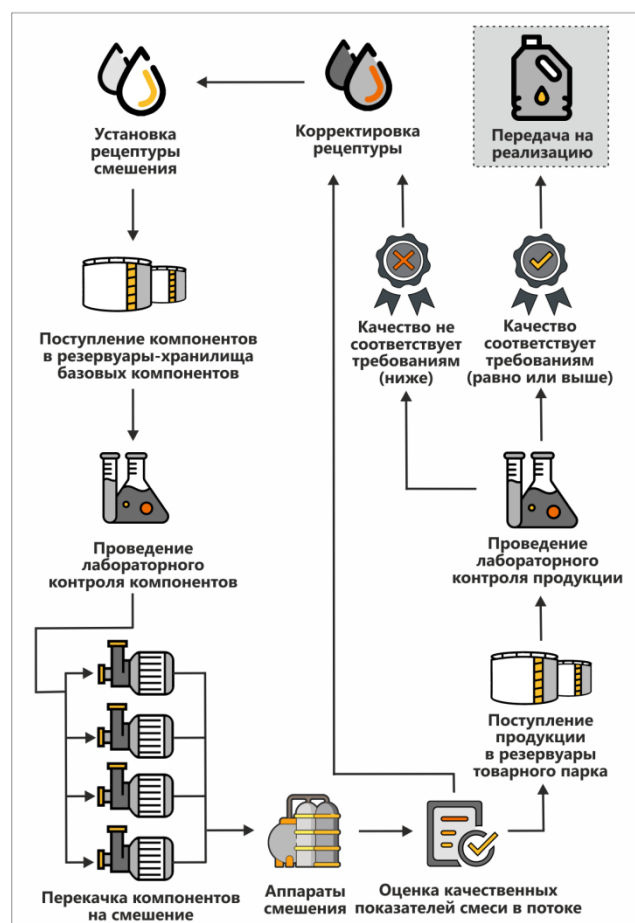 Установка
рецептуры
смешения
Корректировка
рецептуры
Передача на
реализацию
Поступление компонентов
в резервуары-хранилища
базовых компонентов
Качество не
соответствует
требованиям
(ниже)
Качество
соответствует
требованиям
(равно или выше)
Проведение
лабораторного
контроля компонентов
Проведение
лабораторного
контроля продукции
Поступление
продукции
в резервуары
товарного парка
Перекачка компонентов
на смешение
Аппараты
смешения
Оценка качественных
показателей смеси в потоке